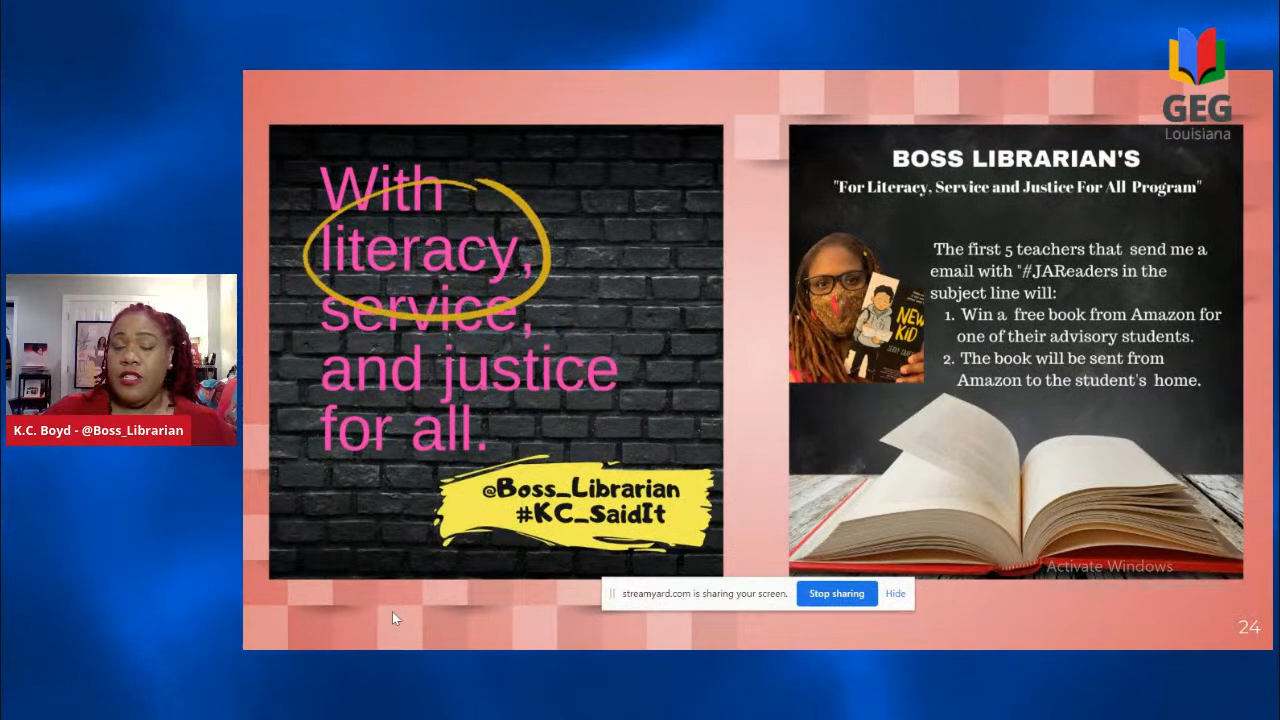 GEG
Louisiana
With
literacy,
service,
and justice
for all.
@Boss_Librarian
#KC_SaidIt
BOSS LIBRARIAN'S
"For Literacy, Service and Justice For All Program"
The first 5 teachers that send me a
email with "#JAReaders in the
subject line will:
1. Win a free book from Amazon for
one of their advisory students.
2. The book will be sent from
Amazon to the student's home.
NEW
KID
K.C. Boyd - @Boss_Librarian
Activate Windows
streamyard.com is sharing your screen.
Stop sharing
Hide
24